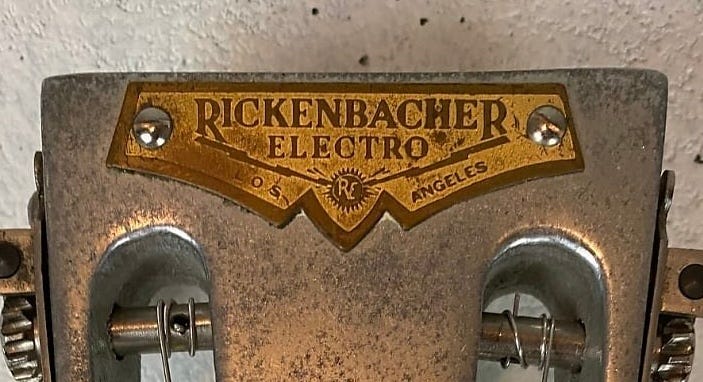 RICKENBACHER
ELECTRO
LOS ANGELES
RE